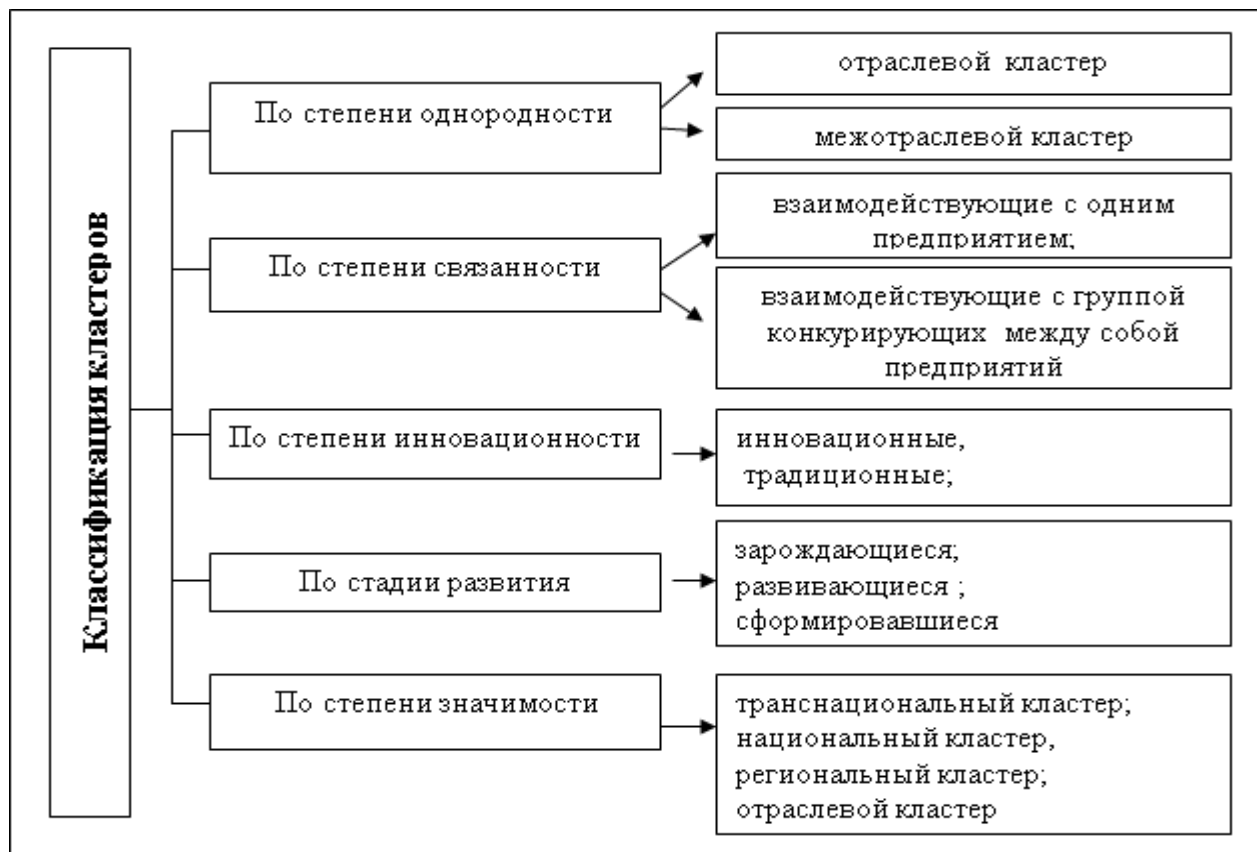 Классификация кластеров
По степени однородности
отраслевой кластер
межотраслевой кластер
По степени связанности
взаимодействующие с одним
предприятием;
взаимодействующие с группой
конкурирующих между собой
предприятий
По степени инновационности
инновационные,
традиционные;
По стадии развития
зарождающиеся;
развивающиеся ;
сформировавшиеся
По степени значимости
транснациональный кластер;
национальный кластер,
региональный кластер;
отраслевой кластер